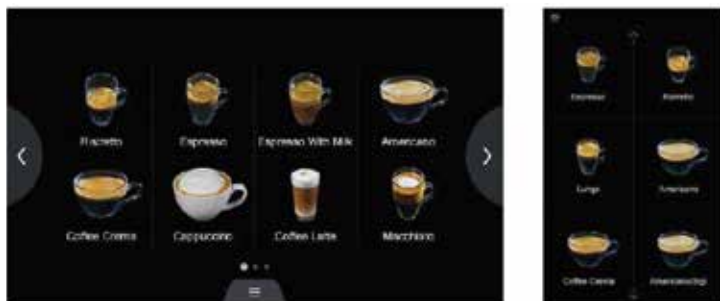 Ristretto Espresso Espresso With Milk Americano
Coffee Crema Cappuccino Coffee Latte Macchiato
Espresso Ristretto
Lungo Americano
Coffee Crema